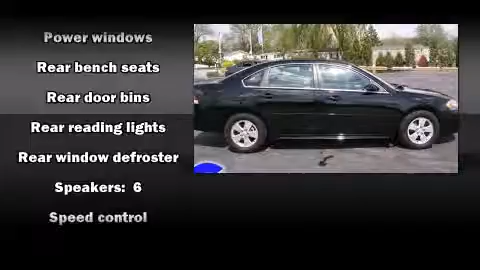 Power windows
Rear bench seats
Rear door bins
Rear reading lights
Rear window defroster
Speakers: 6
Speed control